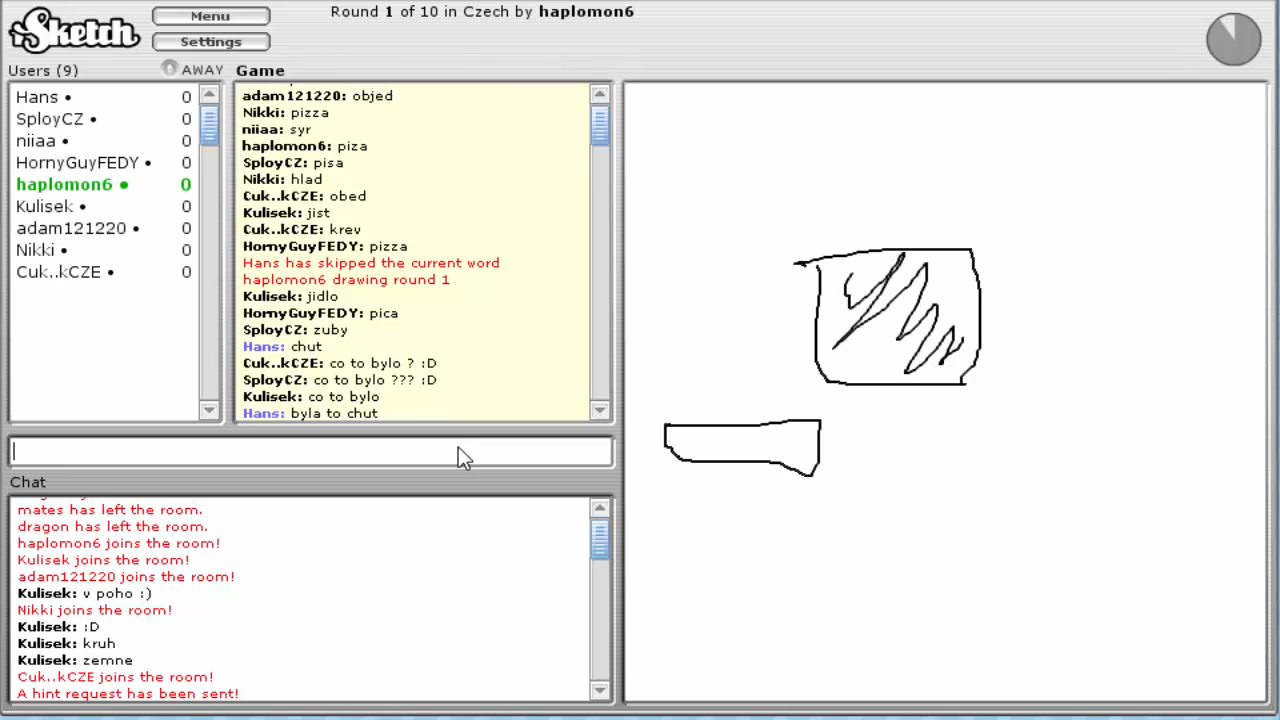 iSketch
Menu
Settings
Round 1 of 10 in Czech by haplomon6
Users (9)
AWAY
Hans • 0
SployCZ • 0
niiaa • 0
HornyGuyFEDY • 0
haplomon6 • 0
Kulisek • 0
adam121220 • 0
Nikki • 0
Cuk..kCZE • 0
Game
adam121220: objed
Nikki: pizza
niiaa: syr
haplomon6: piza
SployCZ: pisa
Nikki: hlad
Cuk..kCZE: obed
Kulisek: jist
Cuk..kCZE: krev
HornyGuyFEDY: pizza
Hans has skipped the current word
haplomon6 drawing round 1
Kulisek: jidlo
HornyGuyFEDY: pica
SployCZ: zuby
Hans: chut
Cuk..kCZE: co to bylo ? :D
SployCZ: co to bylo ??? :D
Kulisek: co to bylo
Hans: byla to chut
Chat
mates has left the room.
dragon has left the room.
haplomon6 joins the room!
Kulisek joins the room!
adam121220 joins the room!
Kulisek: v poho :)
Nikki joins the room!
Kulisek: :D
Kulisek: kruh
Kulisek: zemne
Cuk..kCZE joins the room!
A hint request has been sent!